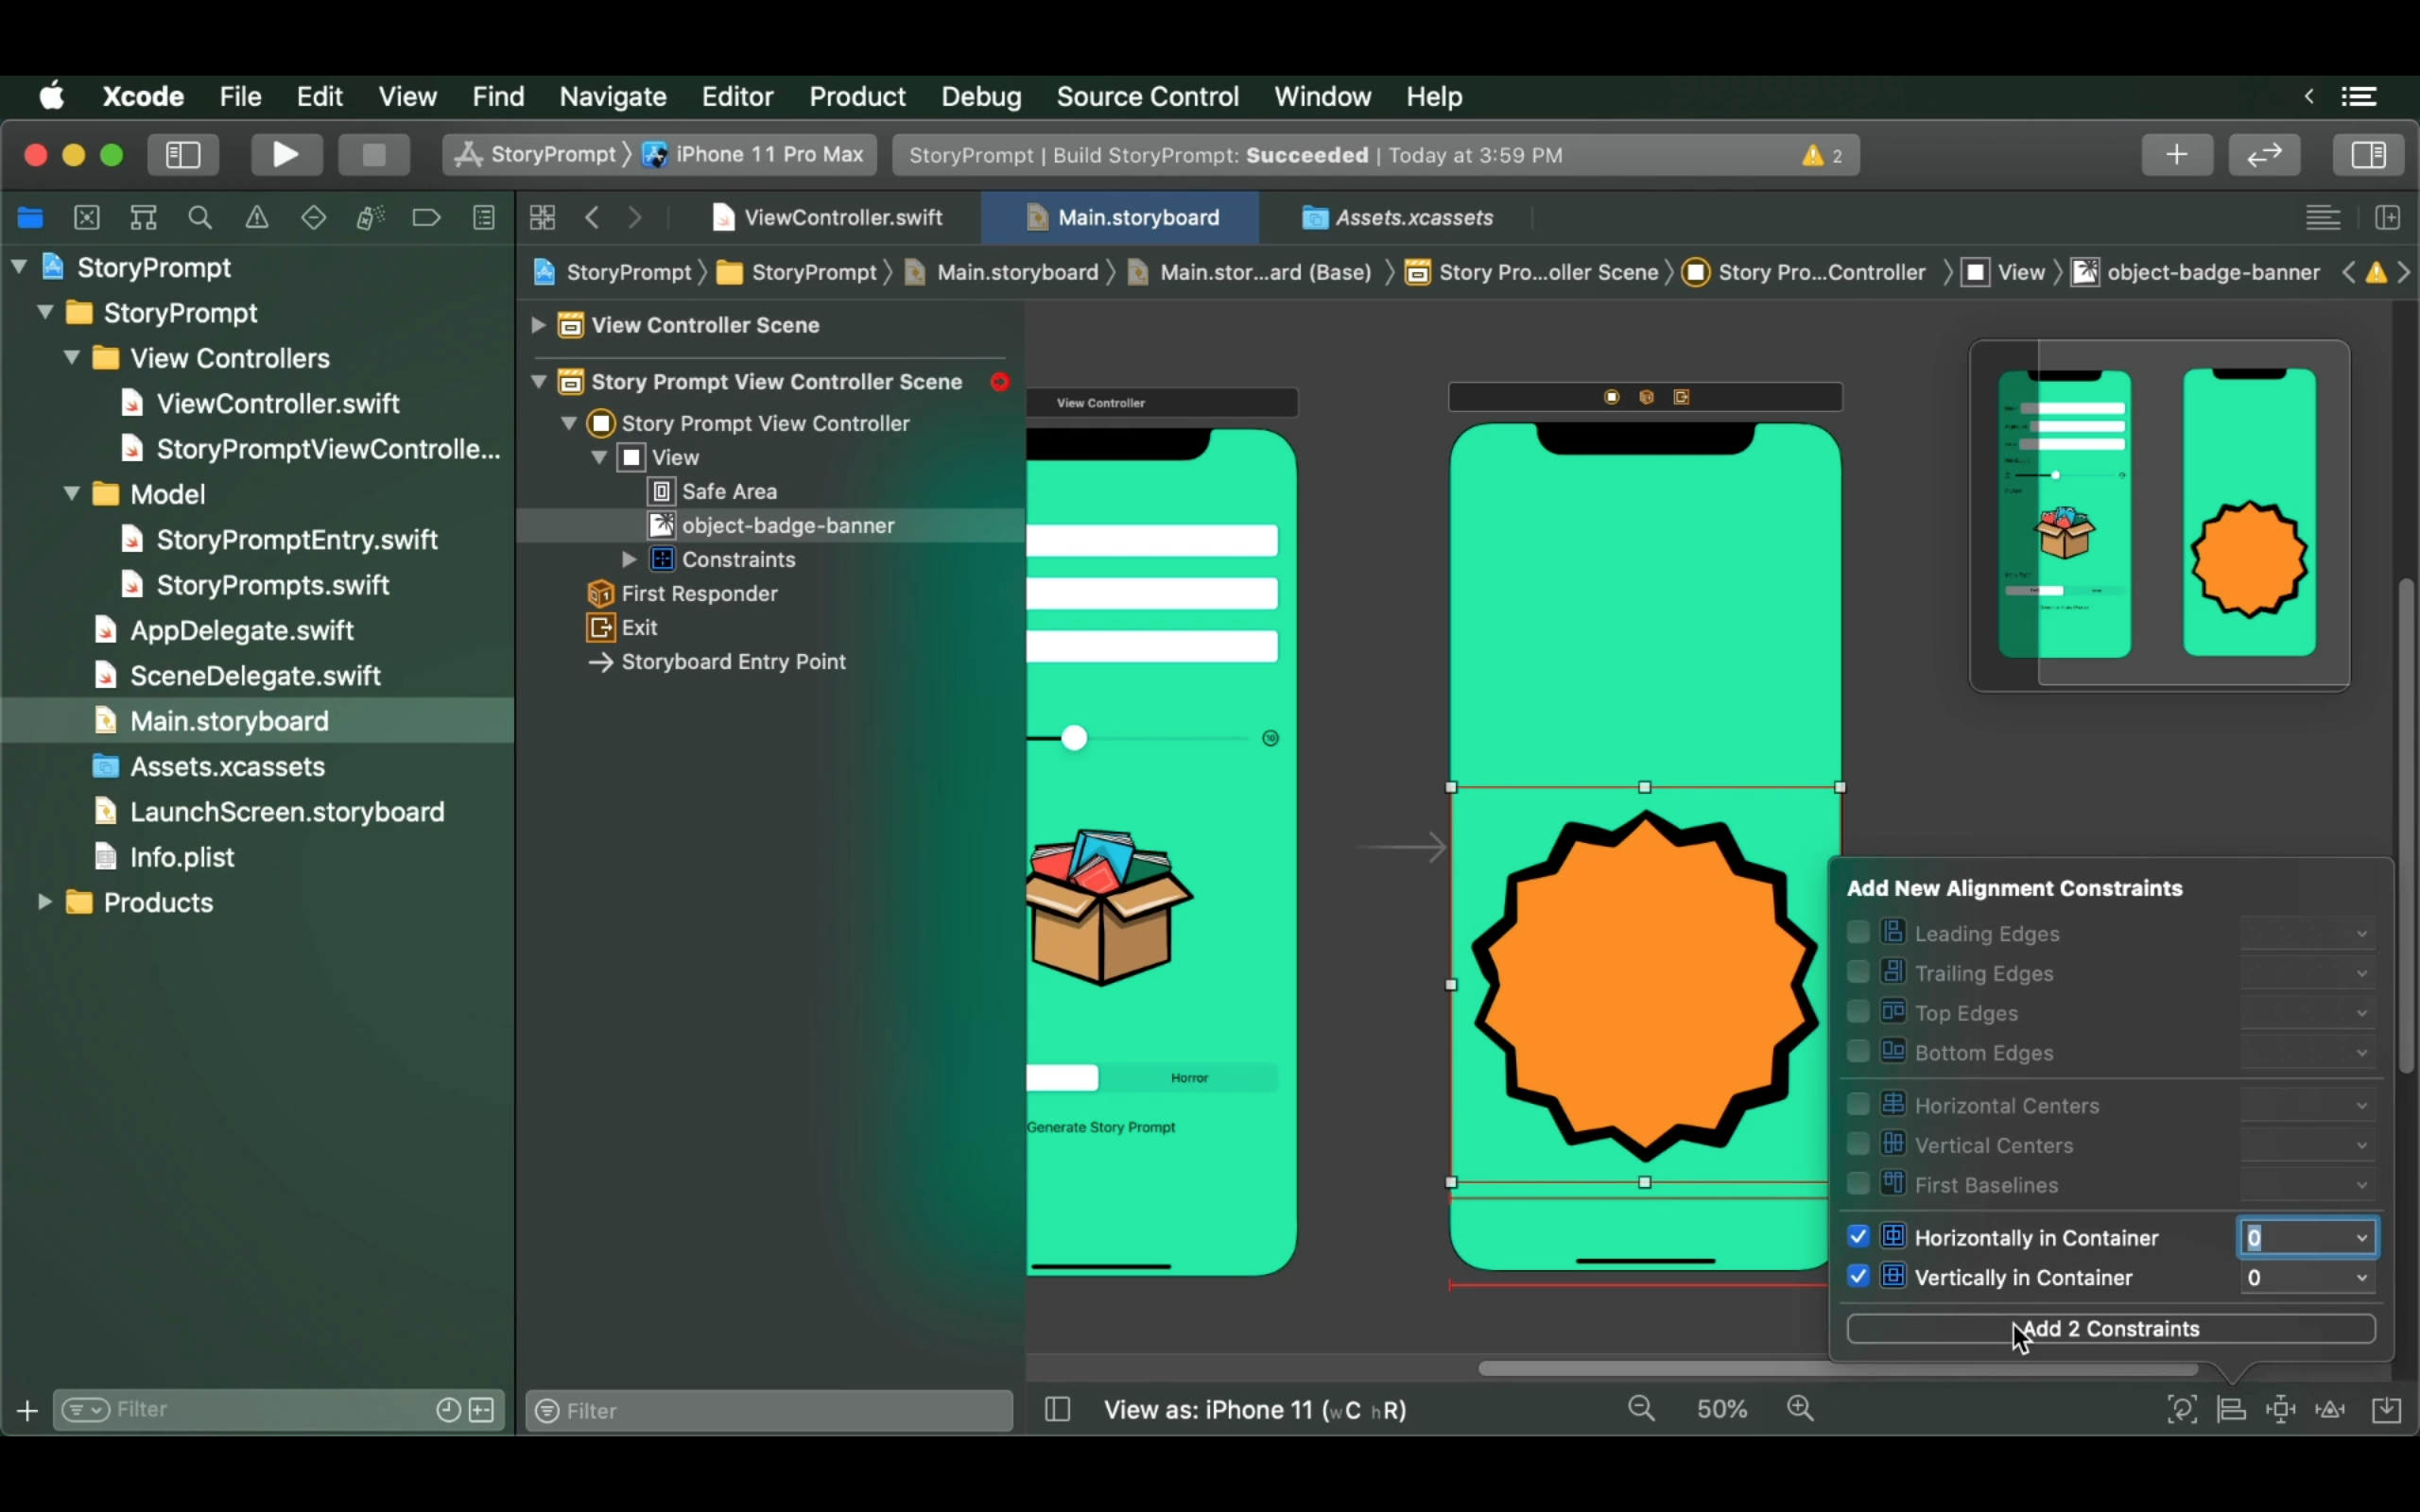 Xcode File Edit View Find Navigate Editor Product Debug Source Control Window Help
StoryPrompt iPhone 11 Pro Max
StoryPrompt | Build StoryPrompt: Succeeded | Today at 3:59 PM 2
ViewController.swift Main.storyboard Assets.xcassets
StoryPrompt StoryPrompt Main.storyboard Main.stor...ard (Base) Story Pro...oller Scene Story Pro...Controller View object-badge-banner
StoryPrompt
StoryPrompt
View Controllers
ViewController.swift
StoryPromptViewControlle...
Model
StoryPromptEntry.swift
StoryPrompts.swift
AppDelegate.swift
SceneDelegate.swift
Main.storyboard
Assets.xcassets
LaunchScreen.storyboard
Info.plist
Products
Filter
View Controller Scene
Story Prompt View Controller Scene
Story Prompt View Controller
View
Safe Area
object-badge-banner
Constraints
First Responder
Exit
Storyboard Entry Point
Filter
View Controller
10
Horror
Generate Story Prompt
Add New Alignment Constraints
Leading Edges
Trailing Edges
Top Edges
Bottom Edges
Horizontal Centers
Vertical Centers
First Baselines
Horizontally in Container 0
Vertically in Container 0
Add 2 Constraints
View as: iPhone 11 (wC hR) 50%